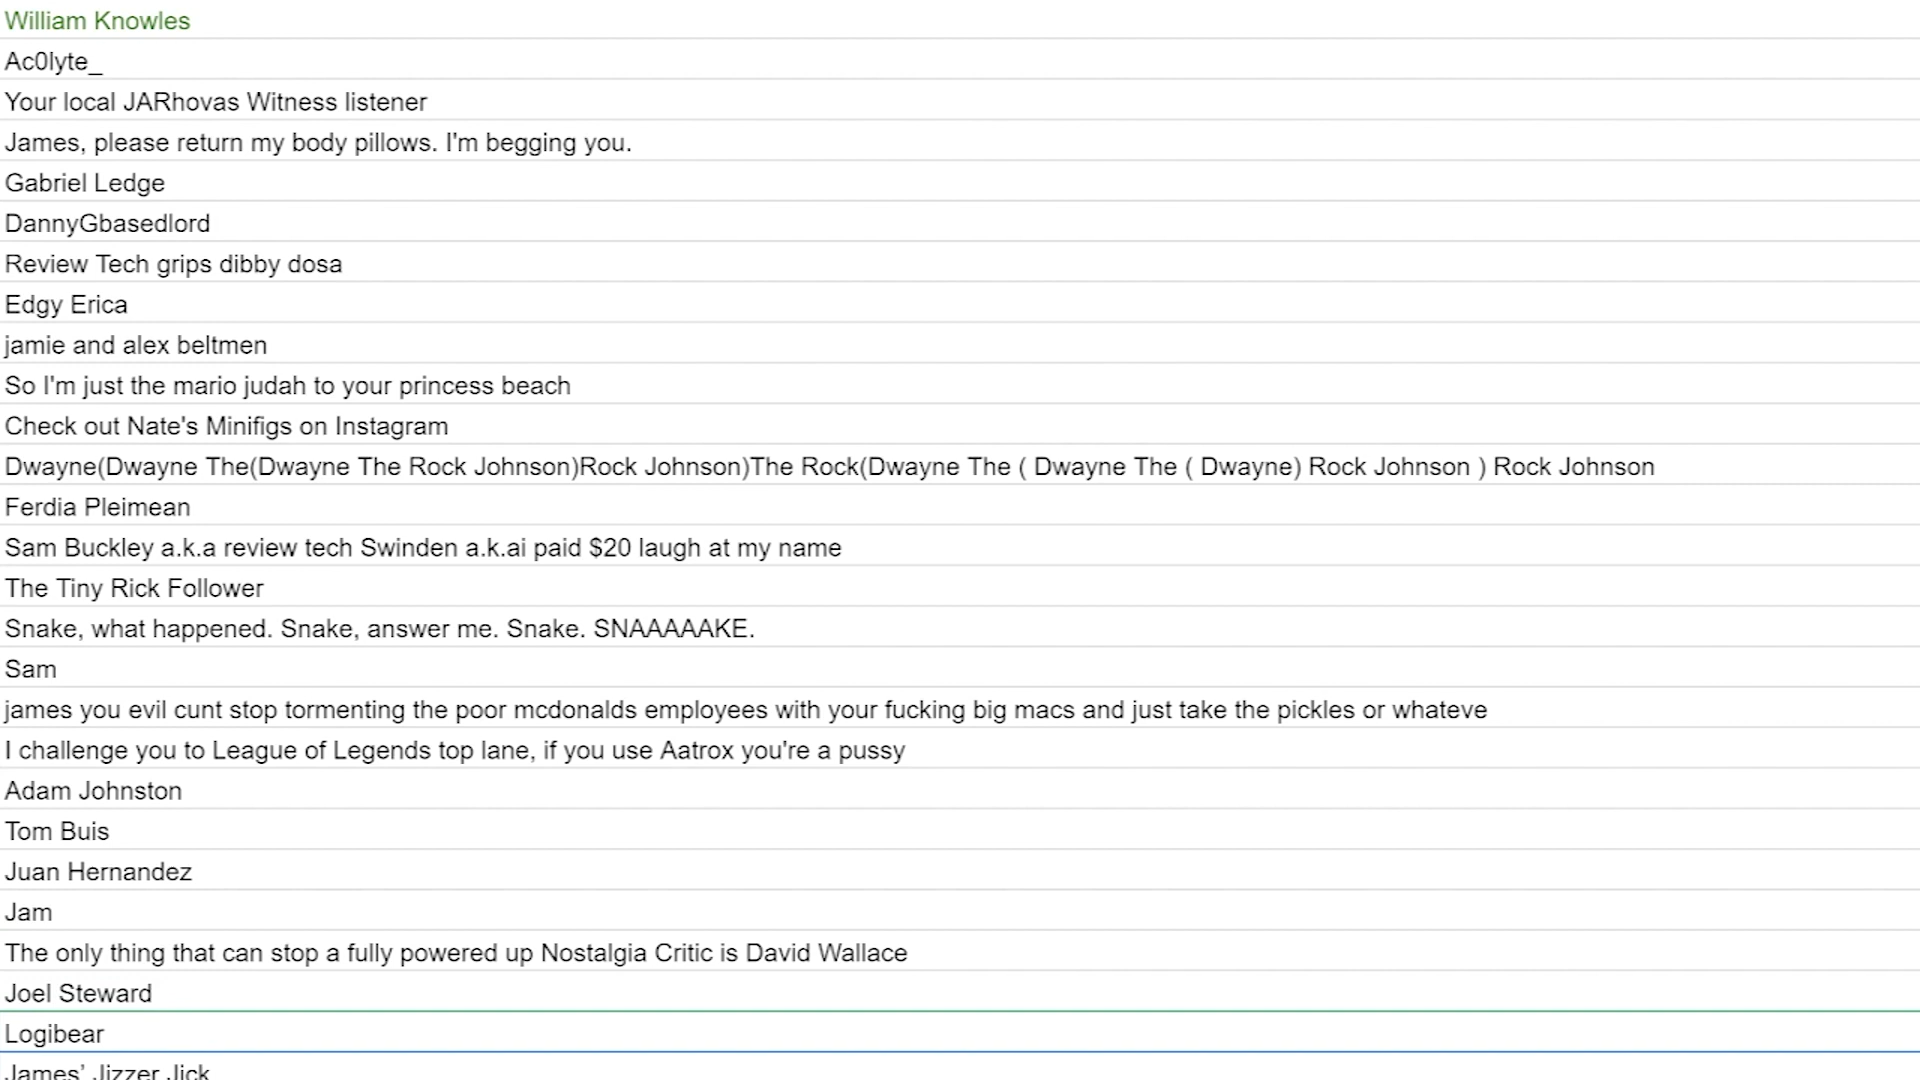 William Knowles
Ac0lyte_
Your local JARhovas Witness listener
James, please return my body pillows. I'm begging you.
Gabriel Ledge
DannyGbasedlord
Review Tech grips dibby dosa
Edgy Erica
jamie and alex beltmen
So I'm just the mario judah to your princess beach
Check out Nate's Minifigs on Instagram
Dwayne(Dwayne The(Dwayne The Rock Johnson)Rock Johnson)The Rock(Dwayne The ( Dwayne The ( Dwayne) Rock Johnson ) Rock Johnson
Ferdia Pleimean
Sam Buckley a.k.a review tech Swinden a.k.ai paid $20 laugh at my name
The Tiny Rick Follower
Snake, what happened. Snake, answer me. Snake. SNAAAAAKE.
Sam
james you evil cunt stop tormenting the poor mcdonalds employees with your fucking big macs and just take the pickles or whateve
I challenge you to League of Legends top lane, if you use Aatrox you're a pussy
Adam Johnston
Tom Buis
Juan Hernandez
Jam
The only thing that can stop a fully powered up Nostalgia Critic is David Wallace
Joel Steward
Logibear
James' Jizzer Jick